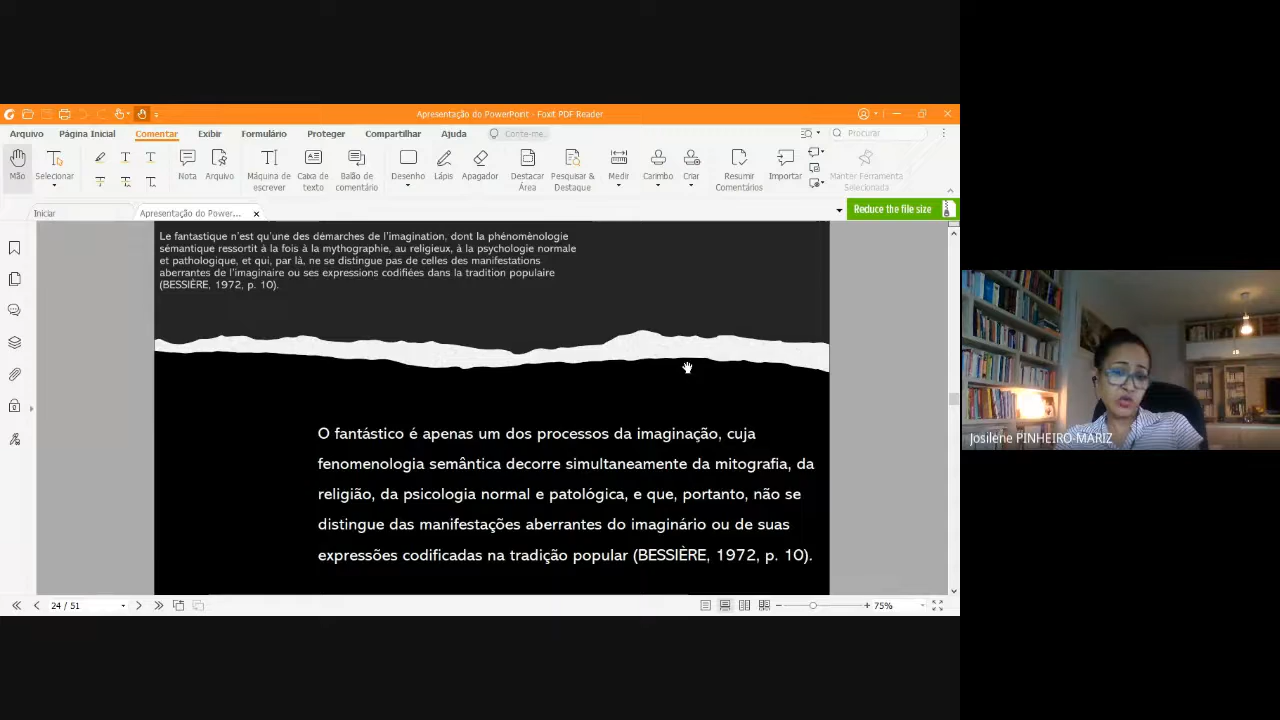 Apresentação do PowerPoint - Foxit PDF Reader
Arquivo Página Inicial Comentar Exibir Formulário Proteger Compartilhar Ajuda Conte-me... Procurar
Mão
Selecionar
Nota
Arquivo
Máquina de escrever
Caixa de texto
Balão de comentário
Desenho
Lápis
Apagador
Destacar Área
Pesquisar & Destaque
Medir
Carimbo
Criar
Resumir Comentários
Importar
Manter Ferramenta Selecionada
Iniciar
Apresentação do Power...
Reduce the file size
Le fantastique n'est qu'une des démarches de l'imagination, dont la phénomènologie
sémantique ressortit à la fois à la mythographie, au religieux, à la psychologie normale
et pathologique, et qui, par là, ne se distingue pas de celles des manifestations
aberrantes de l'imaginaire ou ses expressions codifiées dans la tradition populaire
(BESSIÈRE, 1972, p. 10).
O fantástico é apenas um dos processos da imaginação, cuja
fenomenologia semântica decorre simultaneamente da mitografia, da
religião, da psicologia normal e patológica, e que, portanto, não se
distingue das manifestações aberrantes do imaginário ou de suas
expressões codificadas na tradição popular (BESSIÈRE, 1972, p. 10).
Josilene PINHEIRO-MARIZ
24 / 51
75%